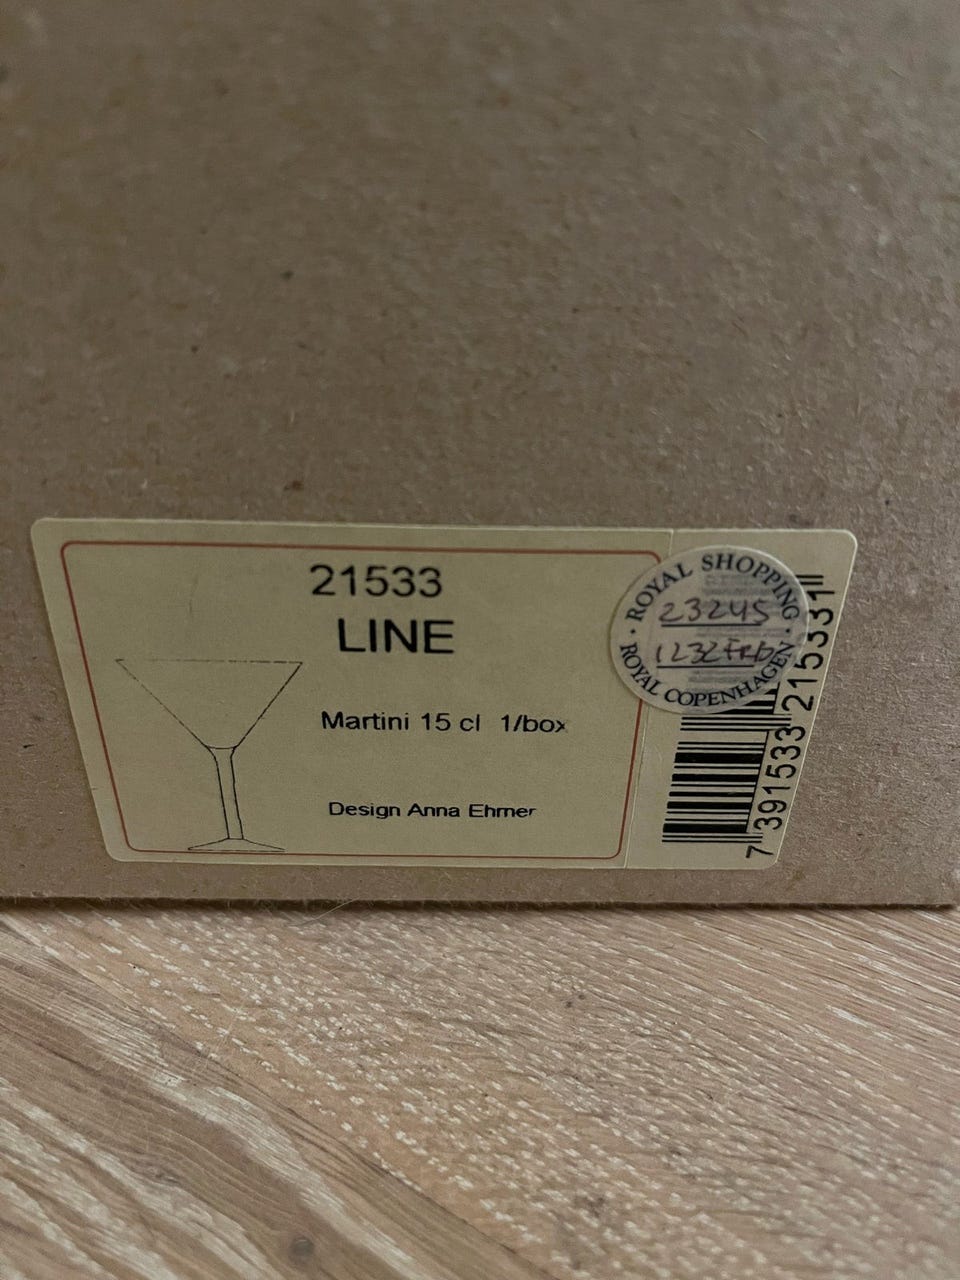 21533
LINE
Martini 15 cl 1/box
Design Anna Ehrner
ROYAL SHOPPING
23245
ROYAL COPENHAGEN
7 391533 215331